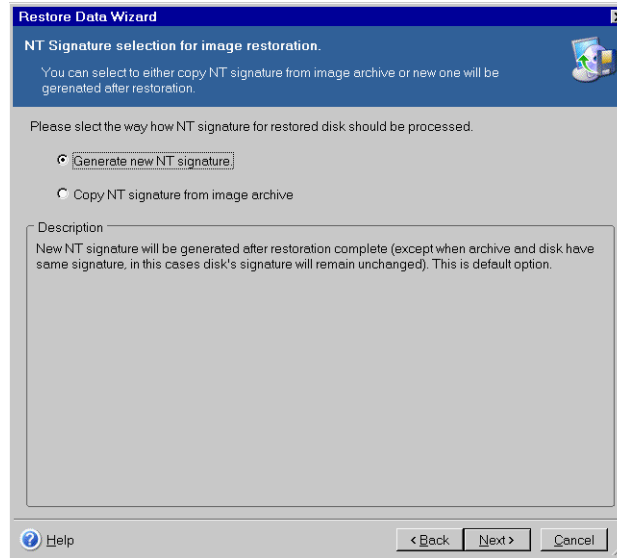 Restore Data Wizard
NT Signature selection for image restoration.
You can select to either copy NT signature from image archive or new one will be
gerenated after restoration.
Please slect the way how NT signature for restored disk should be processed.
Generate new NT signature.
Copy NT signature from image archive
Description
New NT signature will be generated after restoration complete (except when archive and disk have
same signature, in this cases disk's signature will remain unchanged). This is default option.
Help
< Back Next > Cancel